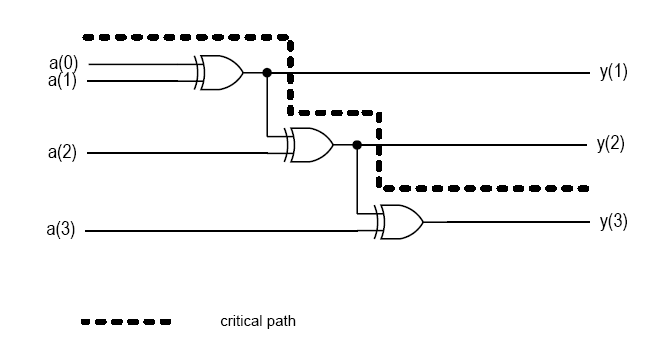 a(0)
a(1)
y(1)
a(2)
y(2)
a(3)
y(3)
critical path